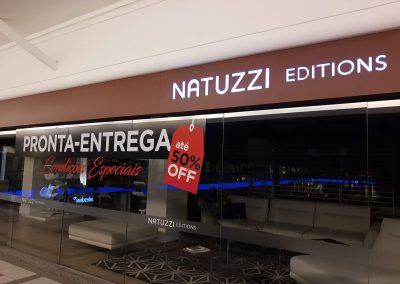 NATUZZI EDITIONS
PRONTA-ENTREGA
Condições Especiais
até
50%
OFF
NATUZZI EDITIONS